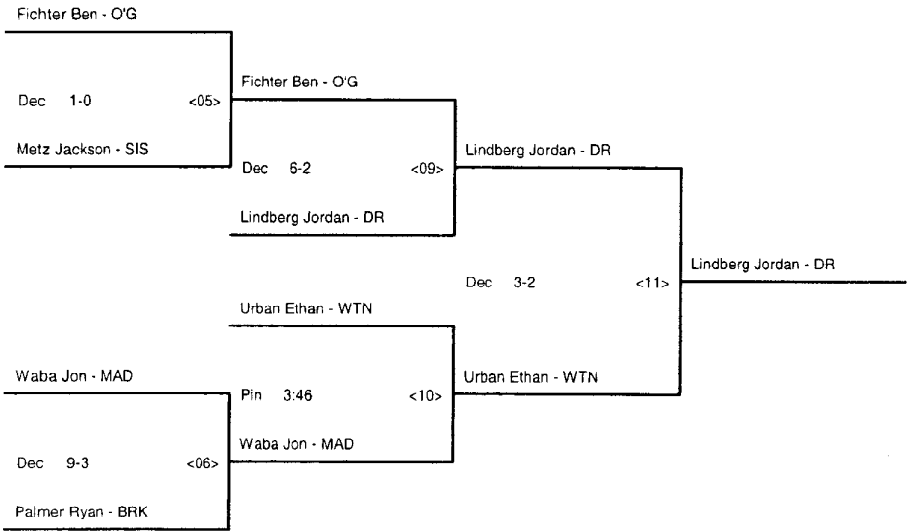 Fichter Ben - O'G
Dec 1-0 <05>
Metz Jackson - SIS
Fichter Ben - O'G
Dec 6-2 <09>
Lindberg Jordan - DR
Lindberg Jordan - DR
Dec 3-2 <11>
Lindberg Jordan - DR
Urban Ethan - WTN
Pin 3:46 <10>
Urban Ethan - WTN
Waba Jon - MAD
Waba Jon - MAD
Dec 9-3 <06>
Palmer Ryan - BRK